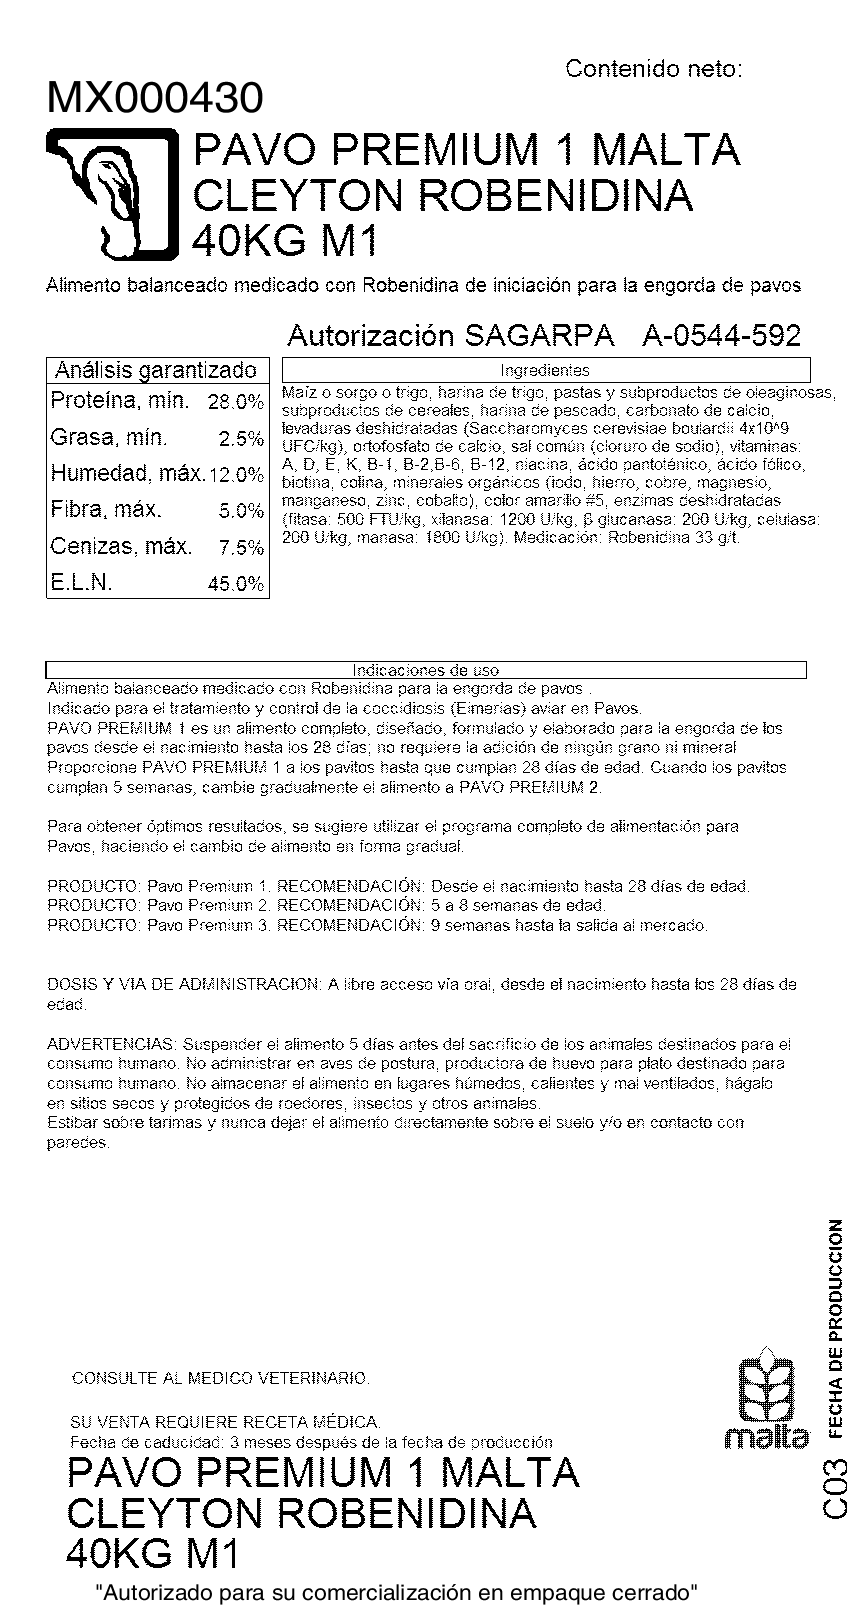 Contenido neto:
MX000430
PAVO PREMIUM 1 MALTA
CLEYTON ROBENIDINA
40KG M1
Alimento balanceado medicado con Robenidina de iniciación para la engorda de pavos
Autorización SAGARPA A-0544-592
Análisis garantizado
Proteína, mín. 28.0%
Grasa, mín. 2.5%
Humedad, máx. 12.0%
Fibra, máx. 5.0%
Cenizas, máx. 7.5%
E.L.N. 45.0%
Ingredientes
Maíz o sorgo o trigo, harina de trigo, pastas y subproductos de oleaginosas,
subproductos de cereales, harina de pescado, carbonato de calcio,
levaduras deshidratadas (Saccharomyces cerevisiae boulardii 4x10^9
UFC/kg), ortofosfato de calcio, sal común (cloruro de sodio), vitaminas:
A, D, E, K, B-1, B-2,B-6, B-12, niacina, ácido pantoténico, ácido fólico,
biotina, colina, minerales orgánicos (iodo, hierro, cobre, magnesio,
manganeso, zinc, cobalto), color amarillo #5, enzimas deshidratadas
(fitasa: 500 FTU/kg, xilanasa: 1200 U/kg, β glucanasa: 200 U/kg, celulasa:
200 U/kg, manasa: 1800 U/kg). Medicación: Robenidina 33 g/t.
Indicaciones de uso
Alimento balanceado medicado con Robenidina para la engorda de pavos .
Indicado para el tratamiento y control de la coccidiosis (Eimerias) aviar en Pavos.
PAVO PREMIUM 1 es un alimento completo, diseñado, formulado y elaborado para la engorda de los
pavos desde el nacimiento hasta los 28 días; no requiere la adición de ningún grano ni mineral
Proporcione PAVO PREMIUM 1 a los pavitos hasta que cumplan 28 días de edad. Cuando los pavitos
cumplan 5 semanas, cambie gradualmente el alimento a PAVO PREMIUM 2.
Para obtener óptimos resultados, se sugiere utilizar el programa completo de alimentación para
Pavos, haciendo el cambio de alimento en forma gradual.
PRODUCTO: Pavo Premium 1. RECOMENDACIÓN: Desde el nacimiento hasta 28 días de edad.
PRODUCTO: Pavo Premium 2. RECOMENDACIÓN: 5 a 8 semanas de edad.
PRODUCTO: Pavo Premium 3. RECOMENDACIÓN: 9 semanas hasta la salida al mercado.
DOSIS Y VIA DE ADMINISTRACION: A libre acceso vía oral, desde el nacimiento hasta los 28 días de
edad.
ADVERTENCIAS: Suspender el alimento 5 días antes del sacrificio de los animales destinados para el
consumo humano. No administrar en aves de postura, productora de huevo para plato destinado para
consumo humano. No almacenar el alimento en lugares húmedos, calientes y mal ventilados, hágalo
en sitios secos y protegidos de roedores, insectos y otros animales.
Estibar sobre tarimas y nunca dejar el alimento directamente sobre el suelo y/o en contacto con
paredes.
FECHA DE PRODUCCION
C03
CONSULTE AL MEDICO VETERINARIO.
malta
SU VENTA REQUIERE RECETA MÉDICA.
Fecha de caducidad: 3 meses después de la fecha de producción
PAVO PREMIUM 1 MALTA
CLEYTON ROBENIDINA
40KG M1
"Autorizado para su comercialización en empaque cerrado"